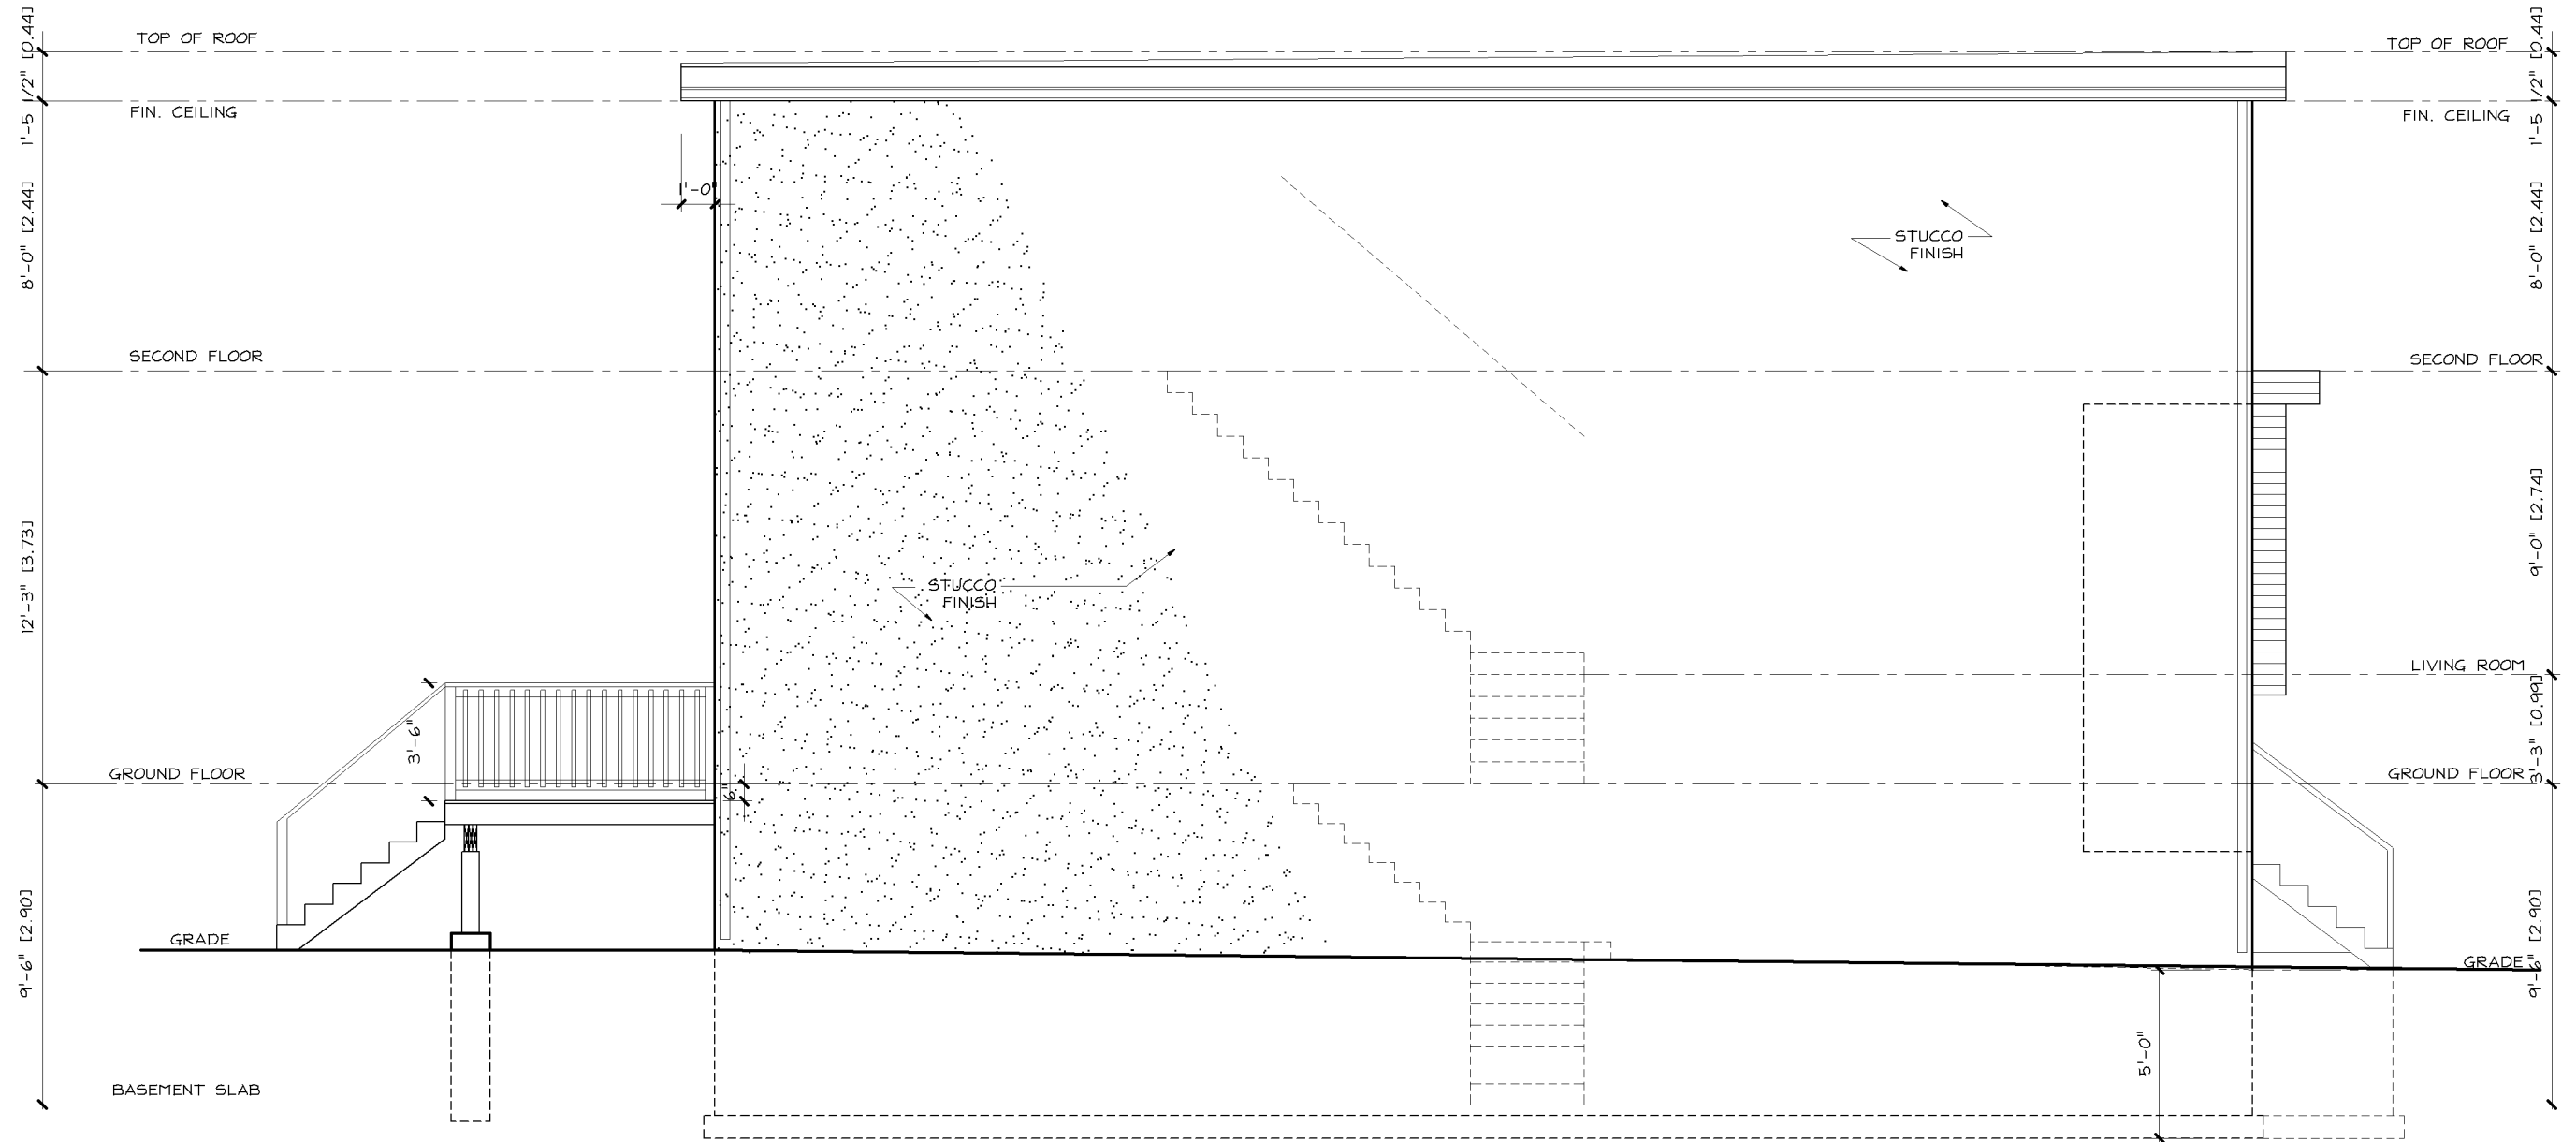 TOP OF ROOF
TOP OF ROOF
1'-5 1/2" [0.44]
1'-5 1/2" [0.44]
FIN. CEILING
FIN. CEILING
1'-0"
8'-0" [2.44]
8'-0" [2.44]
STUCCO
FINISH
SECOND FLOOR
SECOND FLOOR
12'-3" [3.73]
9'-0" [2.74]
STUCCO
FINISH
LIVING ROOM
3'-6"
3'-3" [0.99]
GROUND FLOOR
GROUND FLOOR
6"
GRADE
GRADE
9'-6" [2.90]
9'-6" [2.90]
5'-0"
BASEMENT SLAB